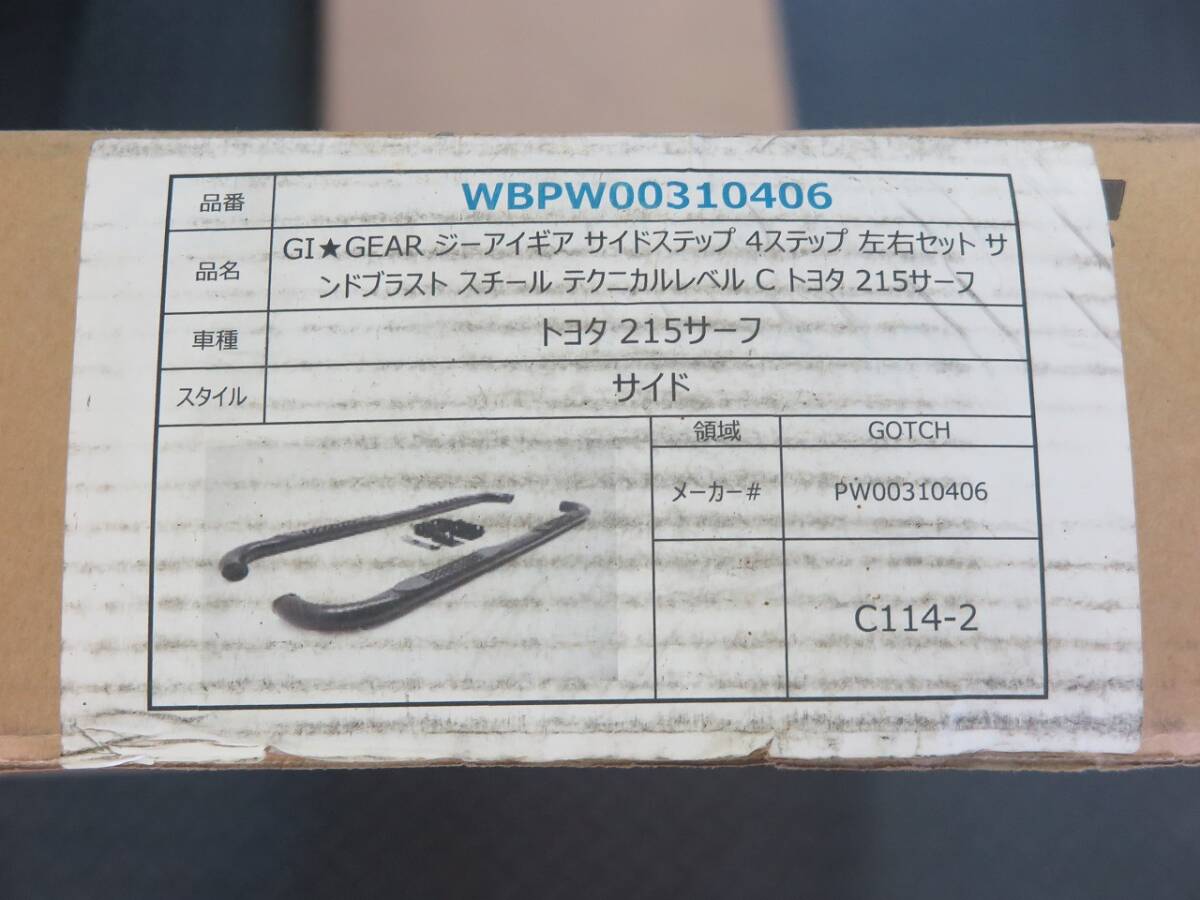 品番 WBPW00310406
品名 GI★GEAR ジーアイギア サイドステップ 4ステップ 左右セット サ
ンドブラスト スチール テクニカルレベル C トヨタ 215サーフ
車種 トヨタ 215サーフ
スタイル サイド
領域 GOTCH
メーカー# PW00310406
C114-2